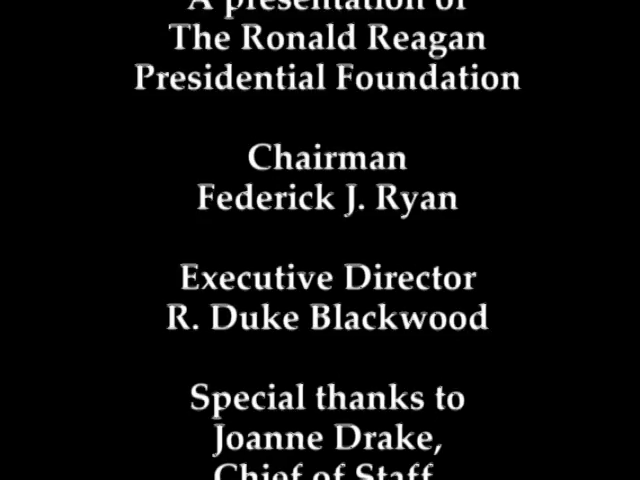 A presentation of
The Ronald Reagan
Presidential Foundation
Chairman
Federick J. Ryan
Executive Director
R. Duke Blackwood
Special thanks to
Joanne Drake,
Chief of Staff